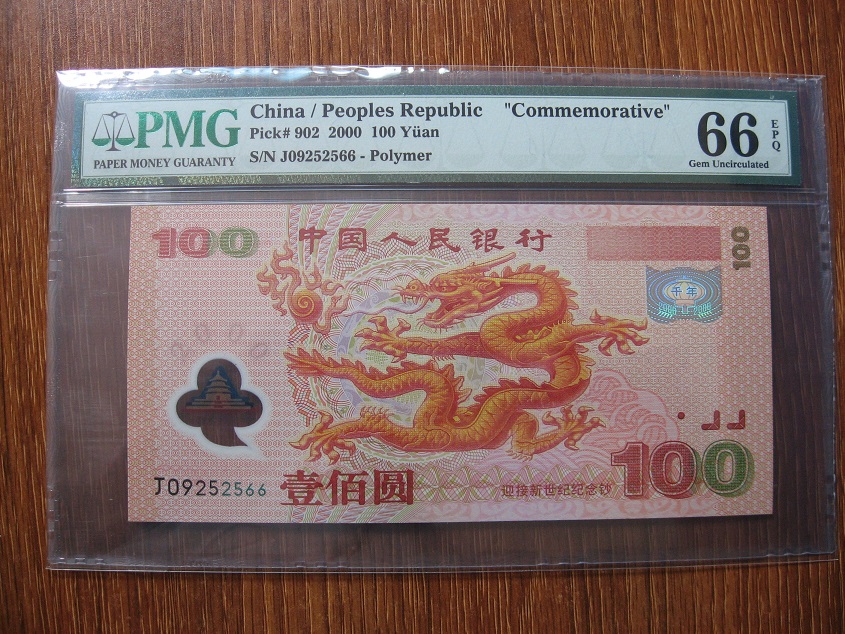 PMG
PAPER MONEY GUARANTY
China / Peoples Republic "Commemorative"
Pick# 902 2000 100 Yüan
S/N J09252566 - Polymer
66
EPQ
Gem Uncirculated
100
中国人民银行
100
千年
J09252566
壹佰圆
迎接新世纪纪念钞
100